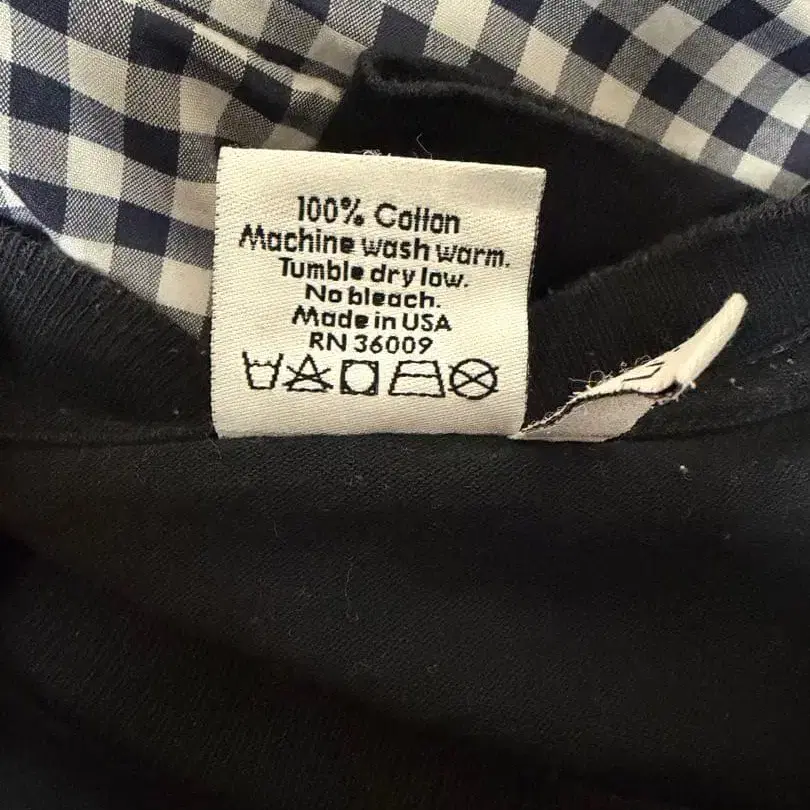 100% Cotton
Machine wash warm.
Tumble dry low.
No bleach.
Made in USA
RN 36009